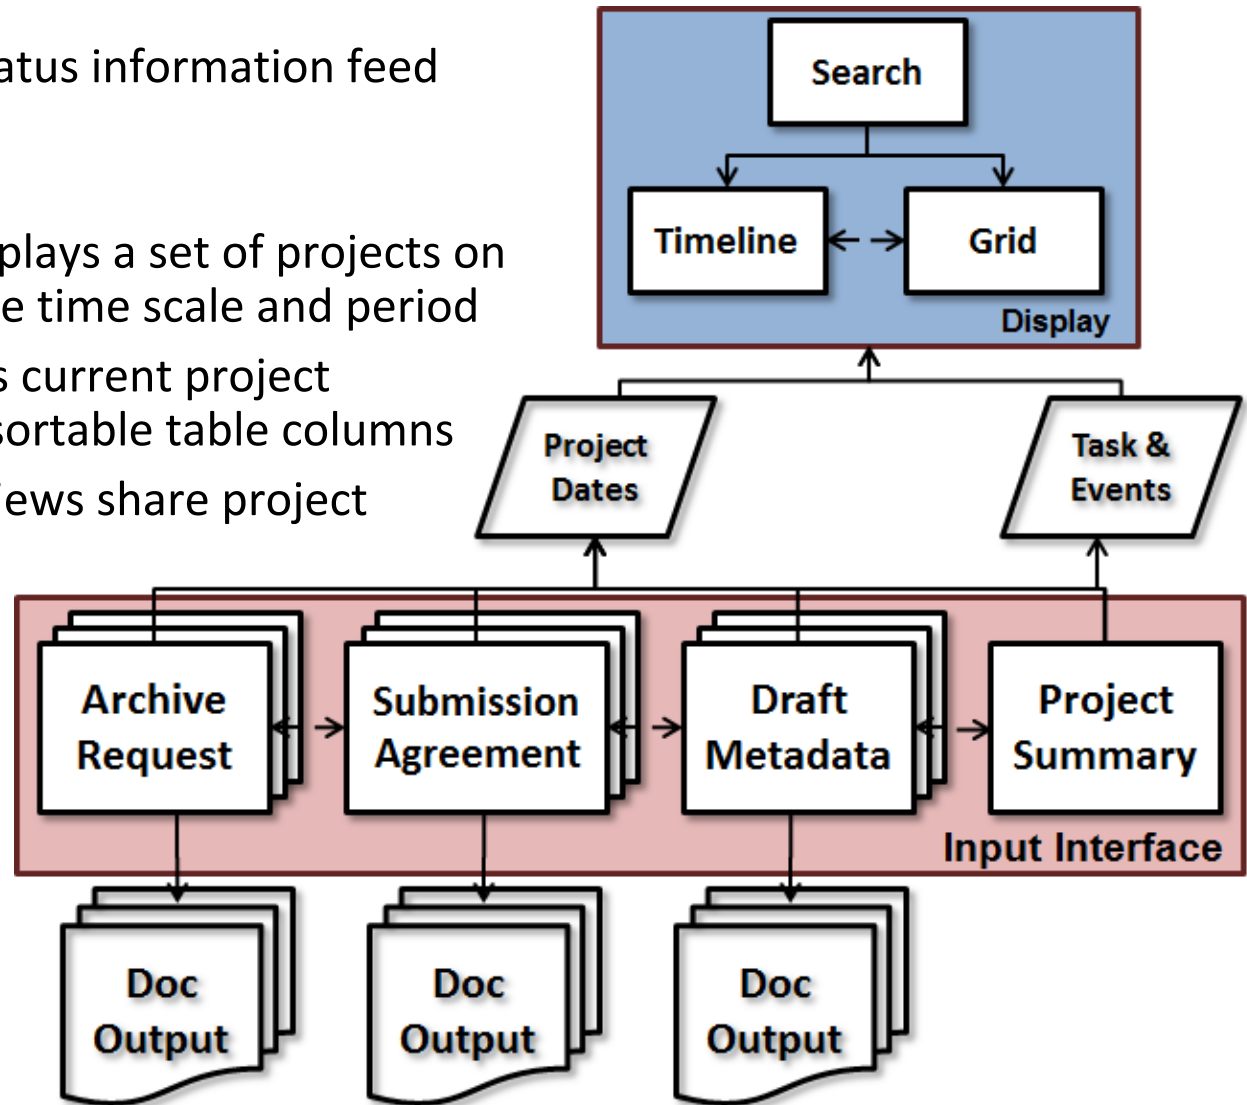 atus information feed
plays a set of projects on
e time scale and period
s current project
sortable table columns
iews share project
Search
Timeline
Grid
Display
Project
Dates
Task &
Events
Archive
Request
Submission
Agreement
Draft
Metadata
Project
Summary
Input Interface
Doc
Output
Doc
Output
Doc
Output